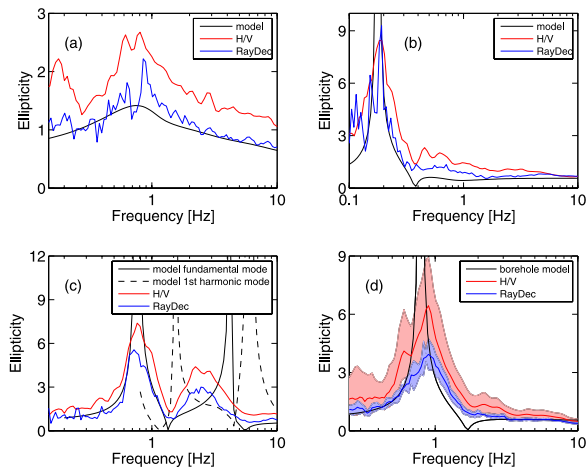 3
2
1
0
Ellipticity
(a)
model
H/V
RayDec
1
10
Frequency [Hz]
9
6
3
0
Ellipticity
(b)
model
H/V
RayDec
0.1
1
10
Frequency [Hz]
12
9
6
3
0
Ellipticity
(c)
model fundamental mode
model 1st harmonic mode
H/V
RayDec
1
10
Frequency [Hz]
9
6
3
0
Ellipticity
(d)
borehole model
H/V
RayDec
1
10
Frequency [Hz]